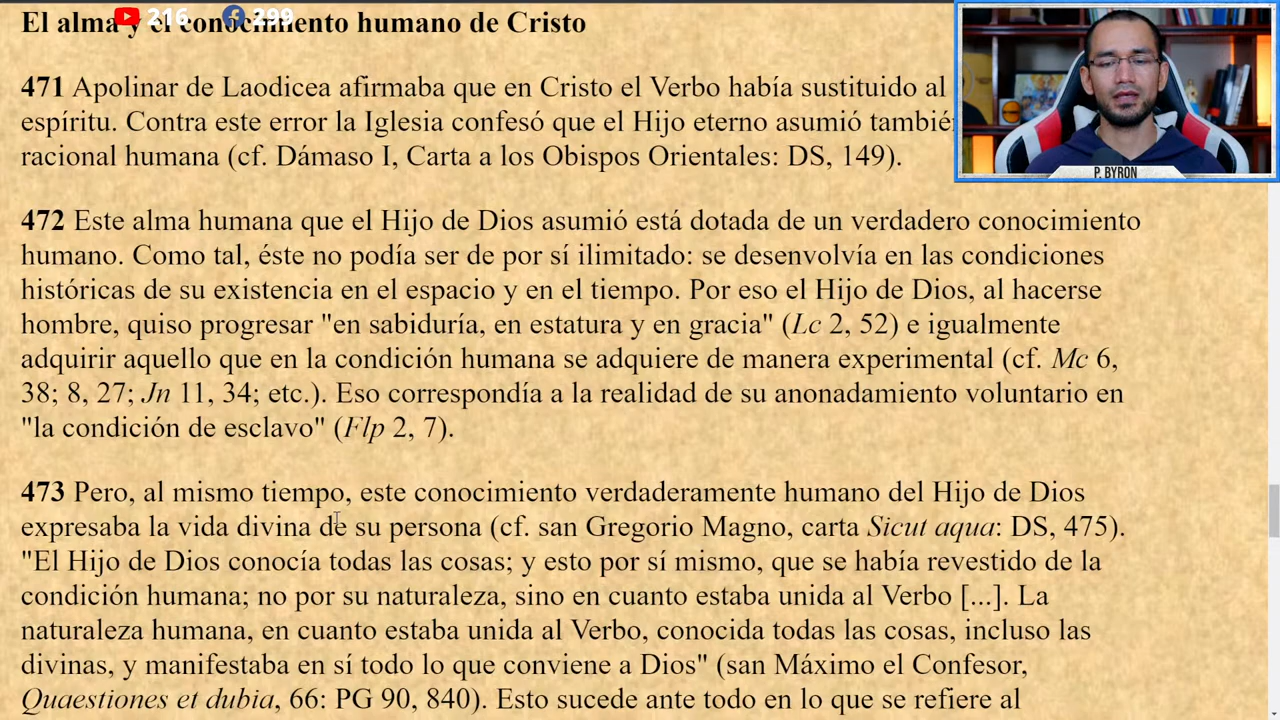 216 299
El alma y el conocimiento humano de Cristo
471 Apolinar de Laodicea afirmaba que en Cristo el Verbo había sustituido al
espíritu. Contra este error la Iglesia confesó que el Hijo eterno asumió
racional humana (cf. Dámaso I, Carta a los Obispos Orientales: DS, 149).
P. BYRON
472 Este alma humana que el Hijo de Dios asumió está dotada de un verdadero conocimiento
humano. Como tal, éste no podía ser de por sí ilimitado: se desenvolvía en las condiciones
históricas de su existencia en el espacio y en el tiempo. Por eso el Hijo de Dios, al hacerse
hombre, quiso progresar "en sabiduría, en estatura y en gracia" (Lc 2, 52) e igualmente
adquirir aquello que en la condición humana se adquiere de manera experimental (cf. Mc 6,
38; 8, 27; Jn 11, 34; etc.). Eso correspondía a la realidad de su anonadamiento voluntario en
"la condición de esclavo" (Flp 2, 7).
473 Pero, al mismo tiempo, este conocimiento verdaderamente humano del Hijo de Dios
expresaba la vida divina de su persona (cf. san Gregorio Magno, carta Sicut aqua: DS, 475).
"El Hijo de Dios conocía todas las cosas; y esto por sí mismo, que se había revestido de la
condición humana; no por su naturaleza, sino en cuanto estaba unida al Verbo [...]. La
naturaleza humana, en cuanto estaba unida al Verbo, conocida todas las cosas, incluso las
divinas, y manifestaba en sí todo lo que conviene a Dios" (san Máximo el Confesor,
Quaestiones et dubia, 66: PG 90, 840). Esto sucede ante todo en lo que se refiere al